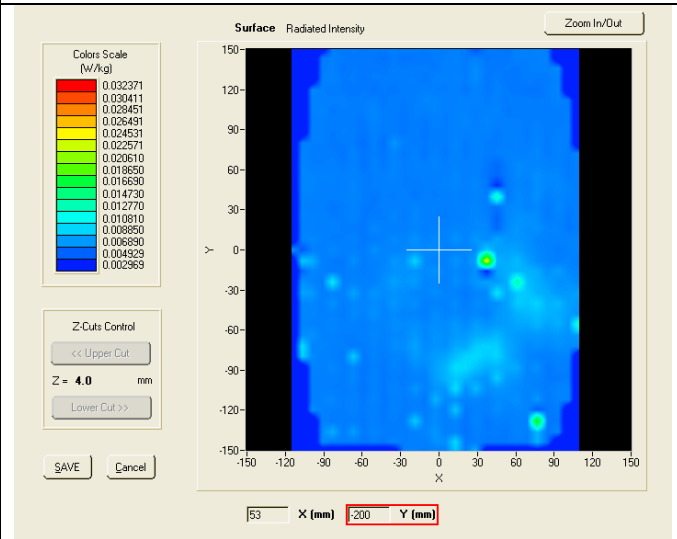 Surface Radiated Intensity
Zoom In/Out
Colors Scale
(W/kg)
0.032371
0.030411
0.028451
0.026491
0.024531
0.022571
0.020610
0.018650
0.016690
0.014730
0.012770
0.010810
0.008850
0.006890
0.004929
0.002969
150
120
90
60
30
0
-30
-60
-90
-120
-150
Y
-150 -120 -90 -60 -30 0 30 60 90 120 150
X
Z-Cuts Control
<< Upper Cut
Z = 4.0 mm
Lower Cut >>
SAVE Cancel
53 X (mm) -200 Y (mm)